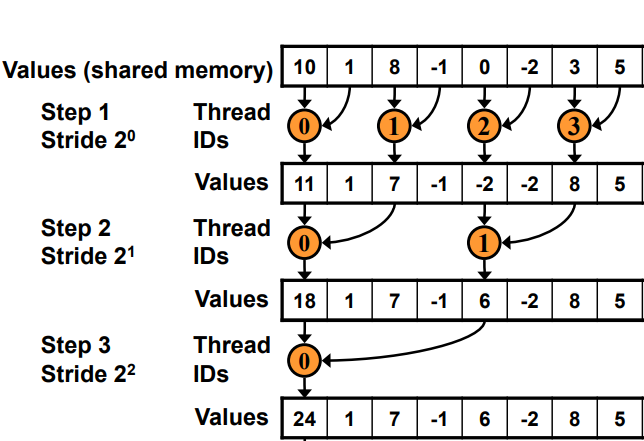 Values (shared memory) 10 1 8 -1 0 -2 3 5
Step 1 Thread 0 1 2 3
Stride 2⁰ IDs
Values 11 1 7 -1 -2 -2 8 5
Step 2 Thread 0 1
Stride 2¹ IDs
Values 18 1 7 -1 6 -2 8 5
Step 3 Thread 0
Stride 2² IDs
Values 24 1 7 -1 6 -2 8 5